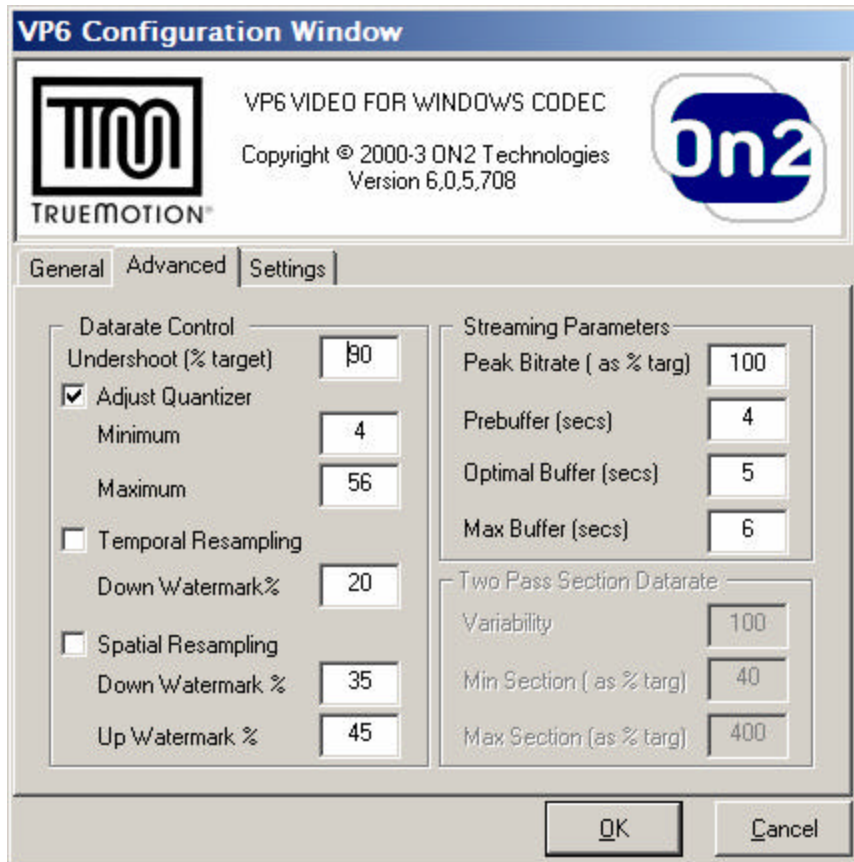 VP6 Configuration Window
TM
TRUEMOTION®
VP6 VIDEO FOR WINDOWS CODEC
Copyright © 2000-3 ON2 Technologies
Version 6,0,5,708
On2
General
Advanced
Settings
Datarate Control
Undershoot (% target) 90
Adjust Quantizer
Minimum 4
Maximum 56
Temporal Resampling
Down Watermark% 20
Spatial Resampling
Down Watermark % 35
Up Watermark % 45
Streaming Parameters
Peak Bitrate ( as % targ) 100
Prebuffer (secs) 4
Optimal Buffer (secs) 5
Max Buffer (secs) 6
Two Pass Section Datarate
Variability 100
Min Section ( as % targ) 40
Max Section (as % targ) 400
OK
Cancel